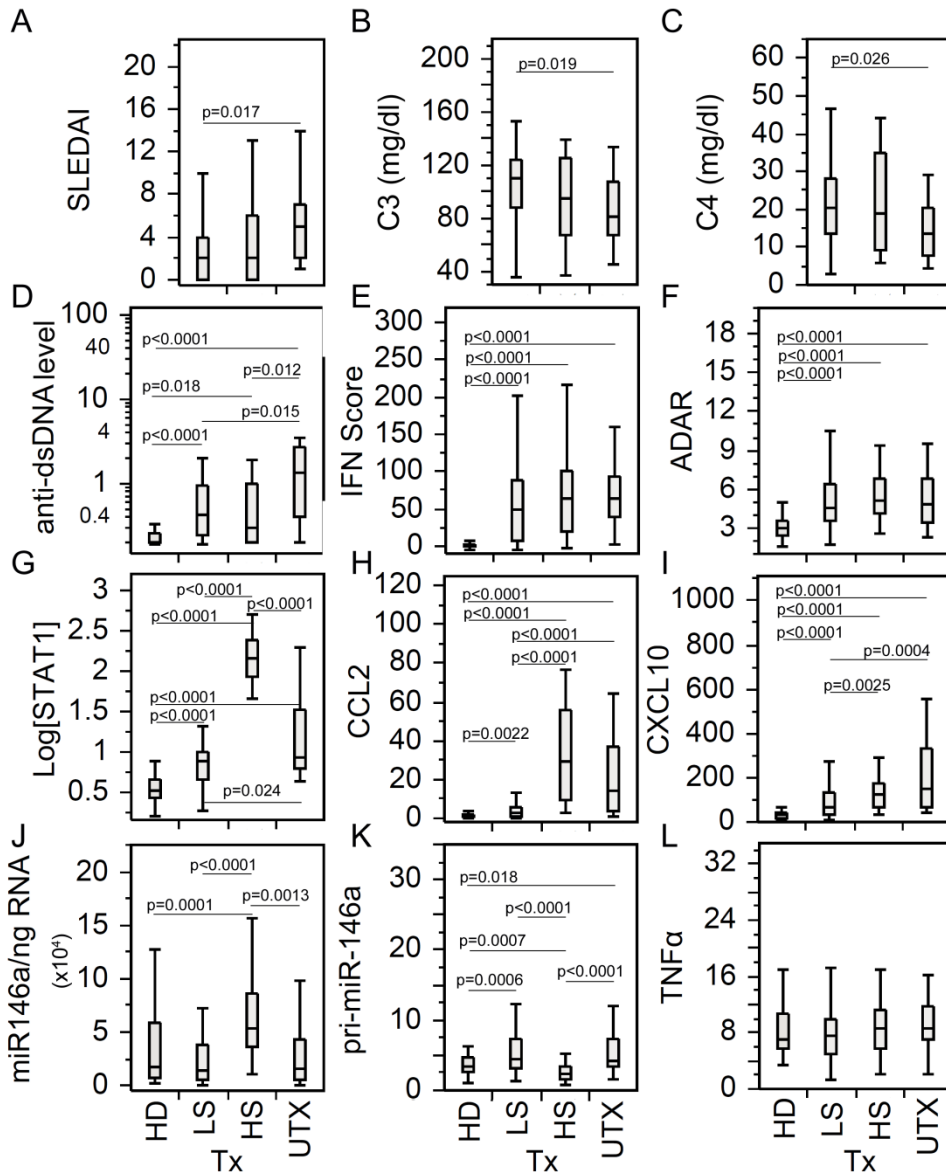 A
SLEDAI
20
16
12
8
4
0
p=0.017
Tx
B
C3 (mg/dl)
200
160
120
80
40
p=0.019
Tx
C
C4 (mg/dl)
60
50
40
30
20
10
0
p=0.026
Tx
D
anti-dsDNA level
100
40
10
4
1
0.4
p<0.0001
p=0.012
p=0.018
p=0.015
p<0.0001
E
IFN Score
300
250
200
150
100
50
0
p<0.0001
p<0.0001
p<0.0001
F
ADAR
18
15
12
9
6
3
p<0.0001
p<0.0001
p<0.0001
G
Log[STAT1]
3
2.5
2
1.5
1
0.5
p<0.0001
p<0.0001
p<0.0001
p<0.0001
p<0.0001
p=0.024
H
CCL2
120
100
80
60
40
20
0
p<0.0001
p<0.0001
p<0.0001
p<0.0001
p=0.0022
I
CXCL10
1000
800
600
400
200
0
p<0.0001
p<0.0001
p<0.0001
p=0.0004
p=0.0025
J
miR146a/ng RNA
(x10⁴)
20
15
10
5
0
p<0.0001
p=0.0001
p=0.0013
HD
LS
HS
UTX
Tx
K
pri-miR-146a
30
25
20
15
10
5
0
p=0.018
p<0.0001
p=0.0007
p=0.0006
p<0.0001
HD
LS
HS
UTX
Tx
L
TNFα
32
24
16
8
0
HD
LS
HS
UTX
Tx